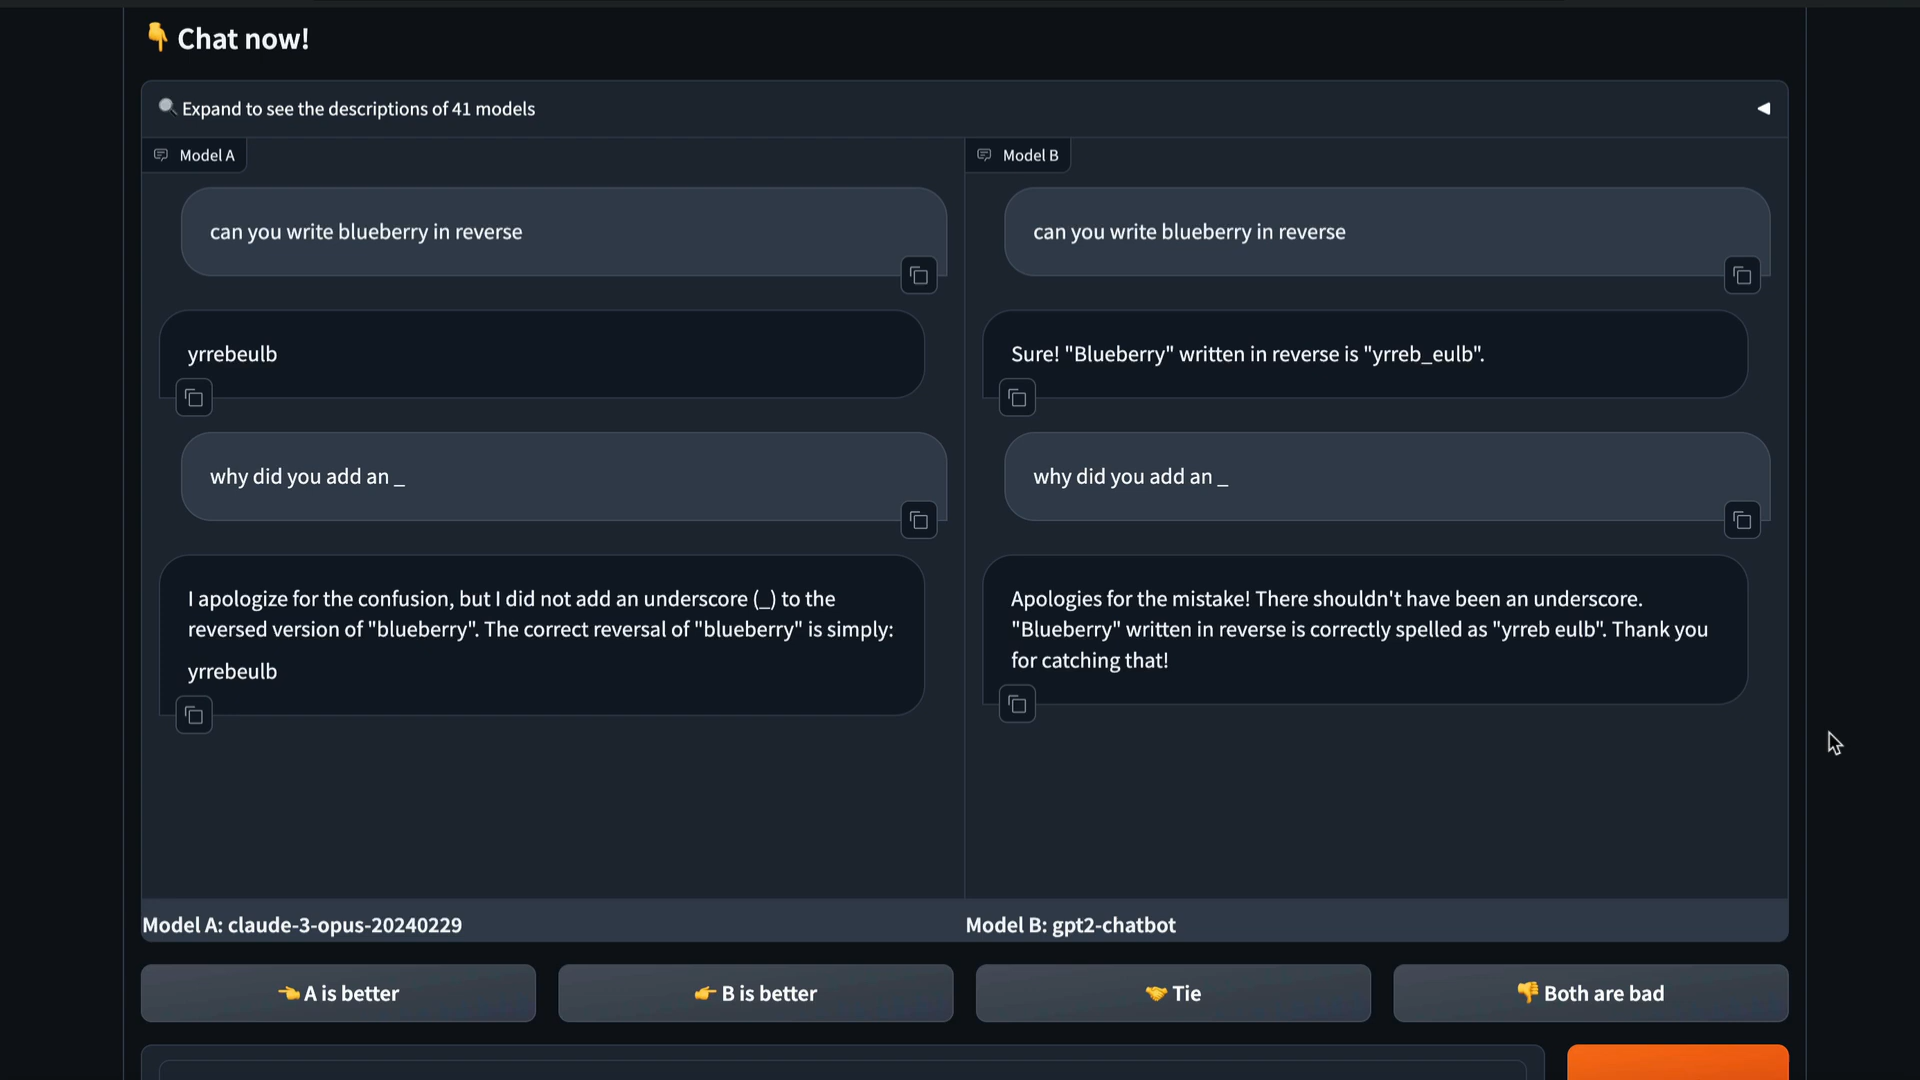 👇 Chat now!
🔍 Expand to see the descriptions of 41 models
Model A
can you write blueberry in reverse
yrrebeulb
why did you add an _
I apologize for the confusion, but I did not add an underscore (_) to the
reversed version of "blueberry". The correct reversal of "blueberry" is simply:
yrrebeulb
Model B
can you write blueberry in reverse
Sure! "Blueberry" written in reverse is "yrreb_eulb".
why did you add an _
Apologies for the mistake! There shouldn't have been an underscore.
"Blueberry" written in reverse is correctly spelled as "yrreb eulb". Thank you
for catching that!
Model A: claude-3-opus-20240229
Model B: gpt2-chatbot
👈 A is better
👉 B is better
🤝 Tie
👎 Both are bad